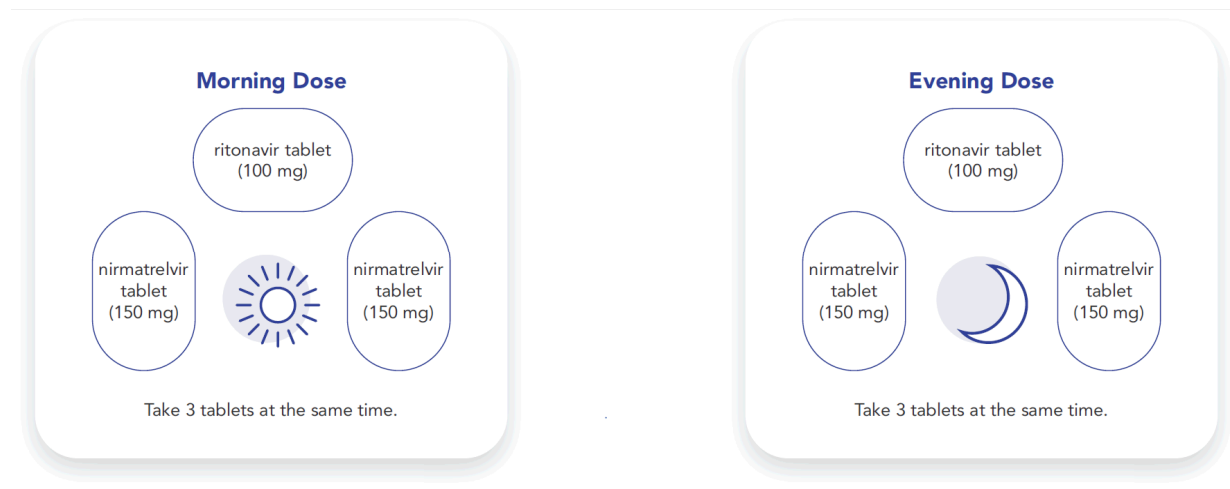 Morning Dose
ritonavir tablet
(100 mg)
nirmatrelvir
tablet
(150 mg)
nirmatrelvir
tablet
(150 mg)
Take 3 tablets at the same time.
Evening Dose
ritonavir tablet
(100 mg)
nirmatrelvir
tablet
(150 mg)
nirmatrelvir
tablet
(150 mg)
Take 3 tablets at the same time.